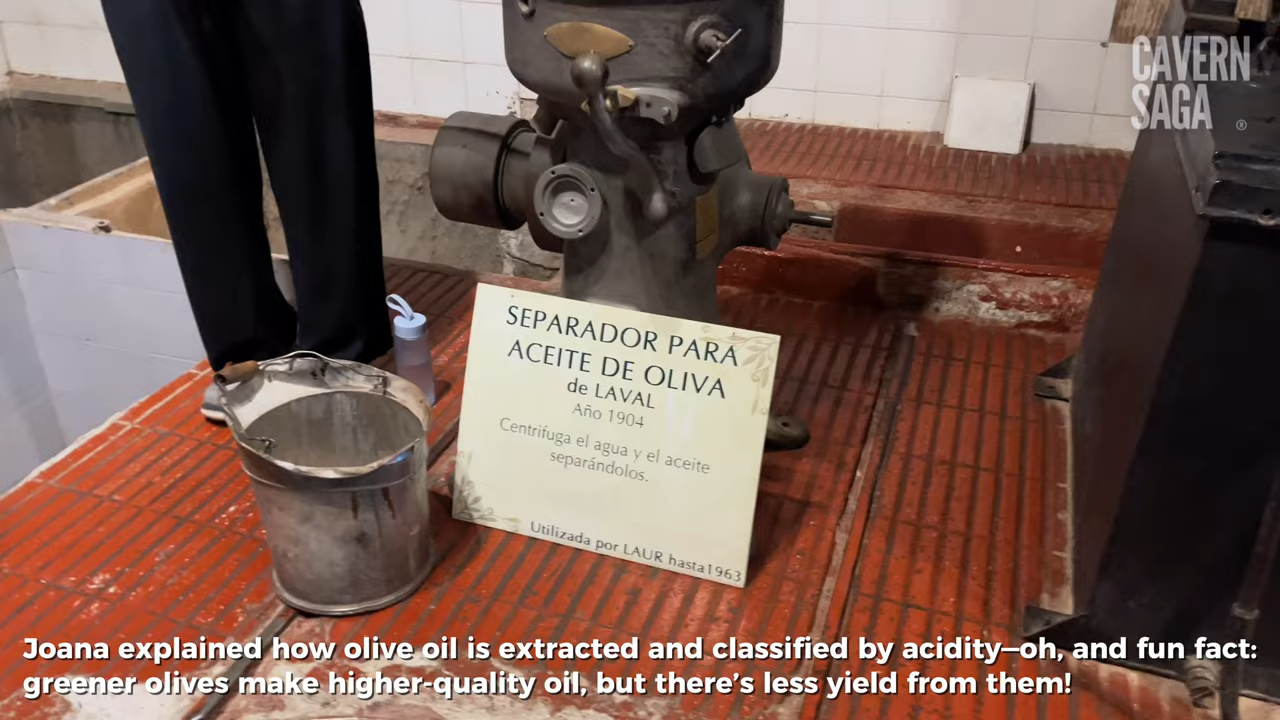 CAVERN
SAGA
®
SEPARADOR PARA
ACEITE DE OLIVA
de LAVAL
Año 1904
Centrifuga el agua y el aceite
separándolos.
Utilizada por LAUR hasta1963
Joana explained how olive oil is extracted and classified by acidity—oh, and fun fact:
greener olives make higher-quality oil, but there’s less yield from them!